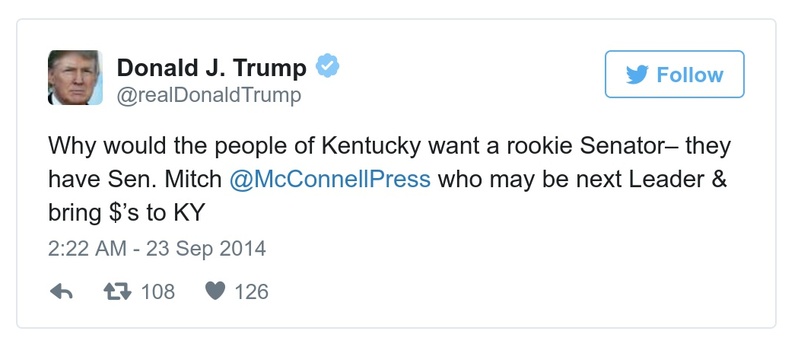 Donald J. Trump
@realDonaldTrump
Follow
Why would the people of Kentucky want a rookie Senator– they
have Sen. Mitch @McConnellPress who may be next Leader &
bring $’s to KY
2:22 AM - 23 Sep 2014
108 126